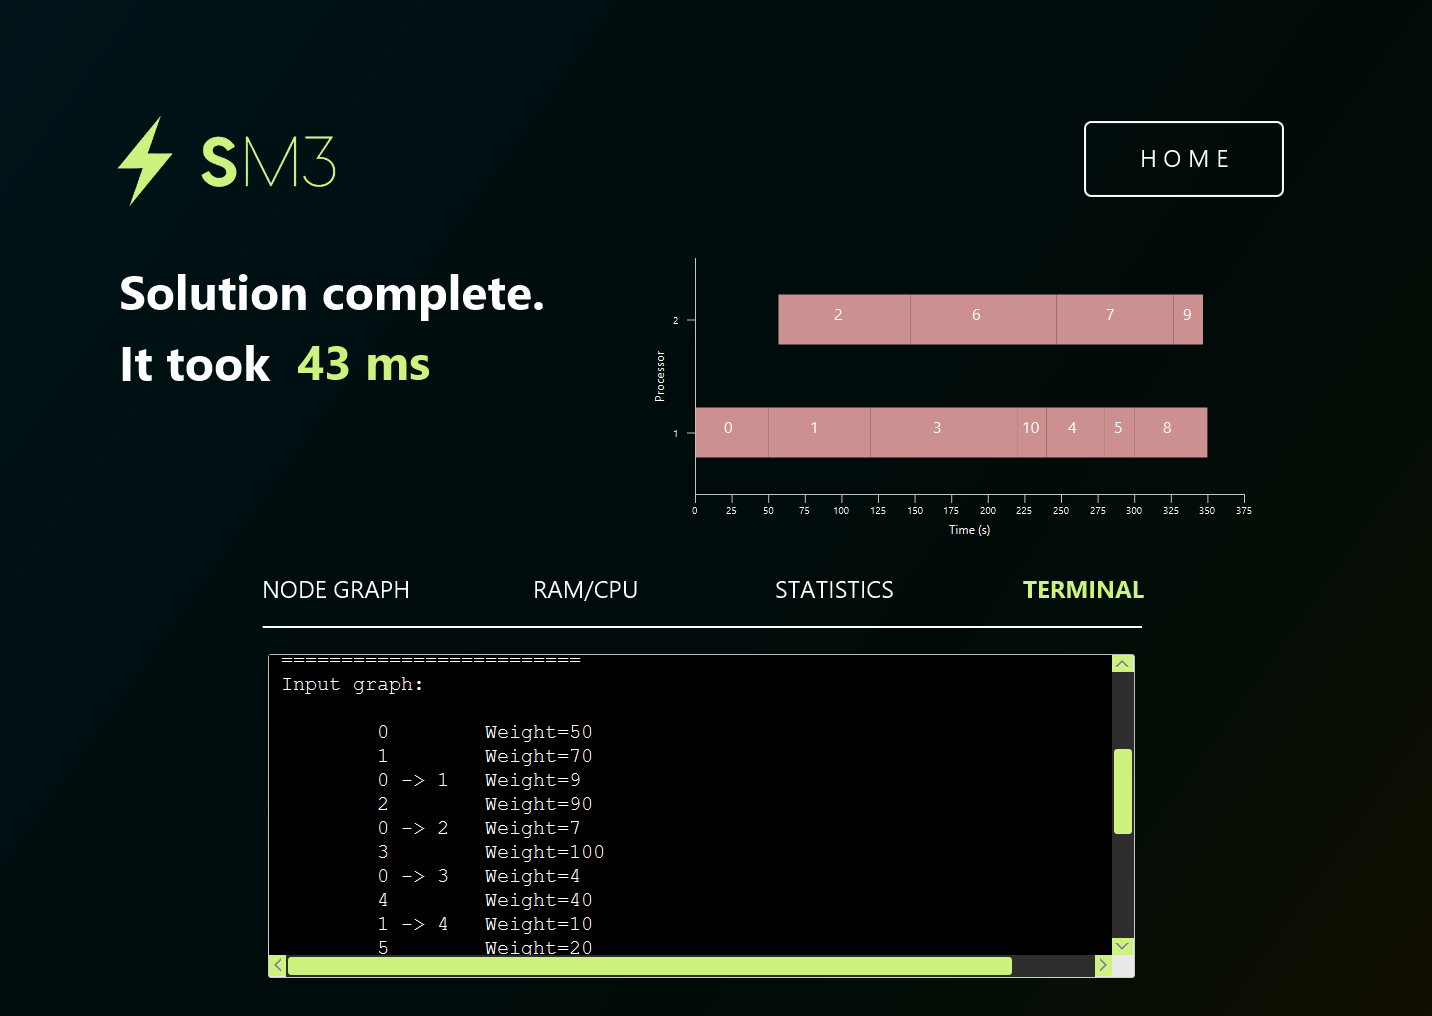 SM3
HOME
Solution complete.
It took 43 ms
2 6 7 9
2
Processor
0 1 3 10 4 5 8
1
0 25 50 75 100 125 150 175 200 225 250 275 300 325 350 375
Time (s)
NODE GRAPH RAM/CPU STATISTICS TERMINAL
=========================
Input graph:
0 Weight=50
1 Weight=70
0 -> 1 Weight=9
2 Weight=90
0 -> 2 Weight=7
3 Weight=100
0 -> 3 Weight=4
4 Weight=40
1 -> 4 Weight=10
5 Weight=20